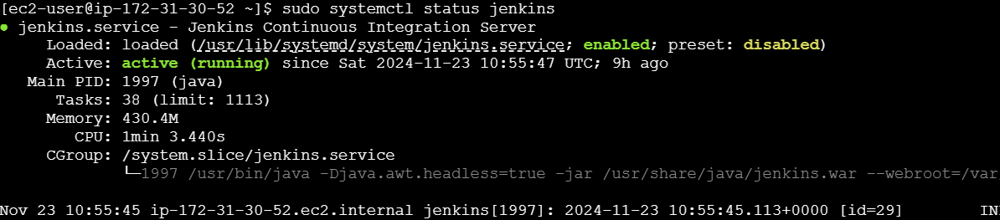 [ec2-user@ip-172-31-30-52 ~]$ sudo systemctl status jenkins
● jenkins.service - Jenkins Continuous Integration Server
Loaded: loaded (/usr/lib/systemd/system/jenkins.service; enabled; preset: disabled)
Active: active (running) since Sat 2024-11-23 10:55:47 UTC; 9h ago
Main PID: 1997 (java)
Tasks: 38 (limit: 1113)
Memory: 430.4M
CPU: 1min 3.440s
CGroup: /system.slice/jenkins.service
└─1997 /usr/bin/java -Djava.awt.headless=true -jar /usr/share/java/jenkins.war --webroot=/var
Nov 23 10:55:45 ip-172-31-30-52.ec2.internal jenkins[1997]: 2024-11-23 10:55:45.113+0000 [id=29] IN